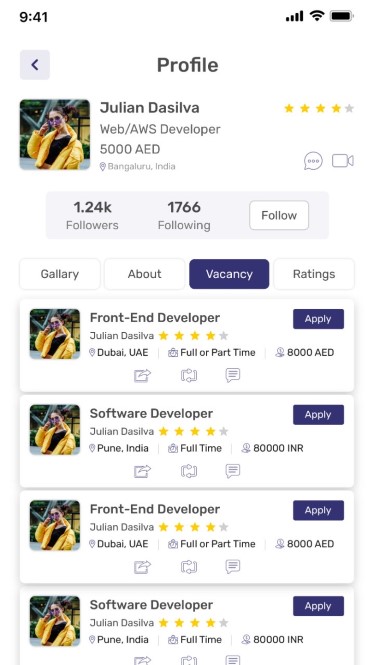 9:41
Profile
Julian Dasilva
Web/AWS Developer
5000 AED
Bangaluru, India
1.24k
Followers
1766
Following
Follow
Gallary
About
Vacancy
Ratings
Front-End Developer
Apply
Julian Dasilva
Dubai, UAE
Full or Part Time
8000 AED
Software Developer
Apply
Julian Dasilva
Pune, India
Full Time
80000 INR
Front-End Developer
Apply
Julian Dasilva
Dubai, UAE
Full or Part Time
8000 AED
Software Developer
Apply
Julian Dasilva
Pune, India
Full Time
80000 INR